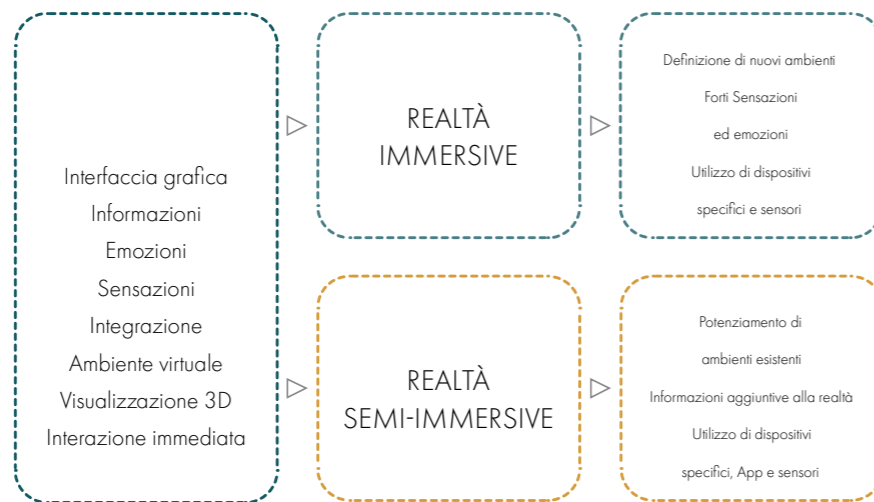 Interfaccia grafica
Informazioni
Emozioni
Sensazioni
Integrazione
Ambiente virtuale
Visualizzazione 3D
Interazione immediata
REALTÀ
IMMERSIVE
Definizione di nuovi ambienti
Forti Sensazioni
ed emozioni
Utilizzo di dispositivi
specifici e sensori
REALTÀ
SEMI-IMMERSIVE
Potenziamento di
ambienti esistenti
Informazioni aggiuntive alla realtà
Utilizzo di dispositivi
specifici, App e sensori